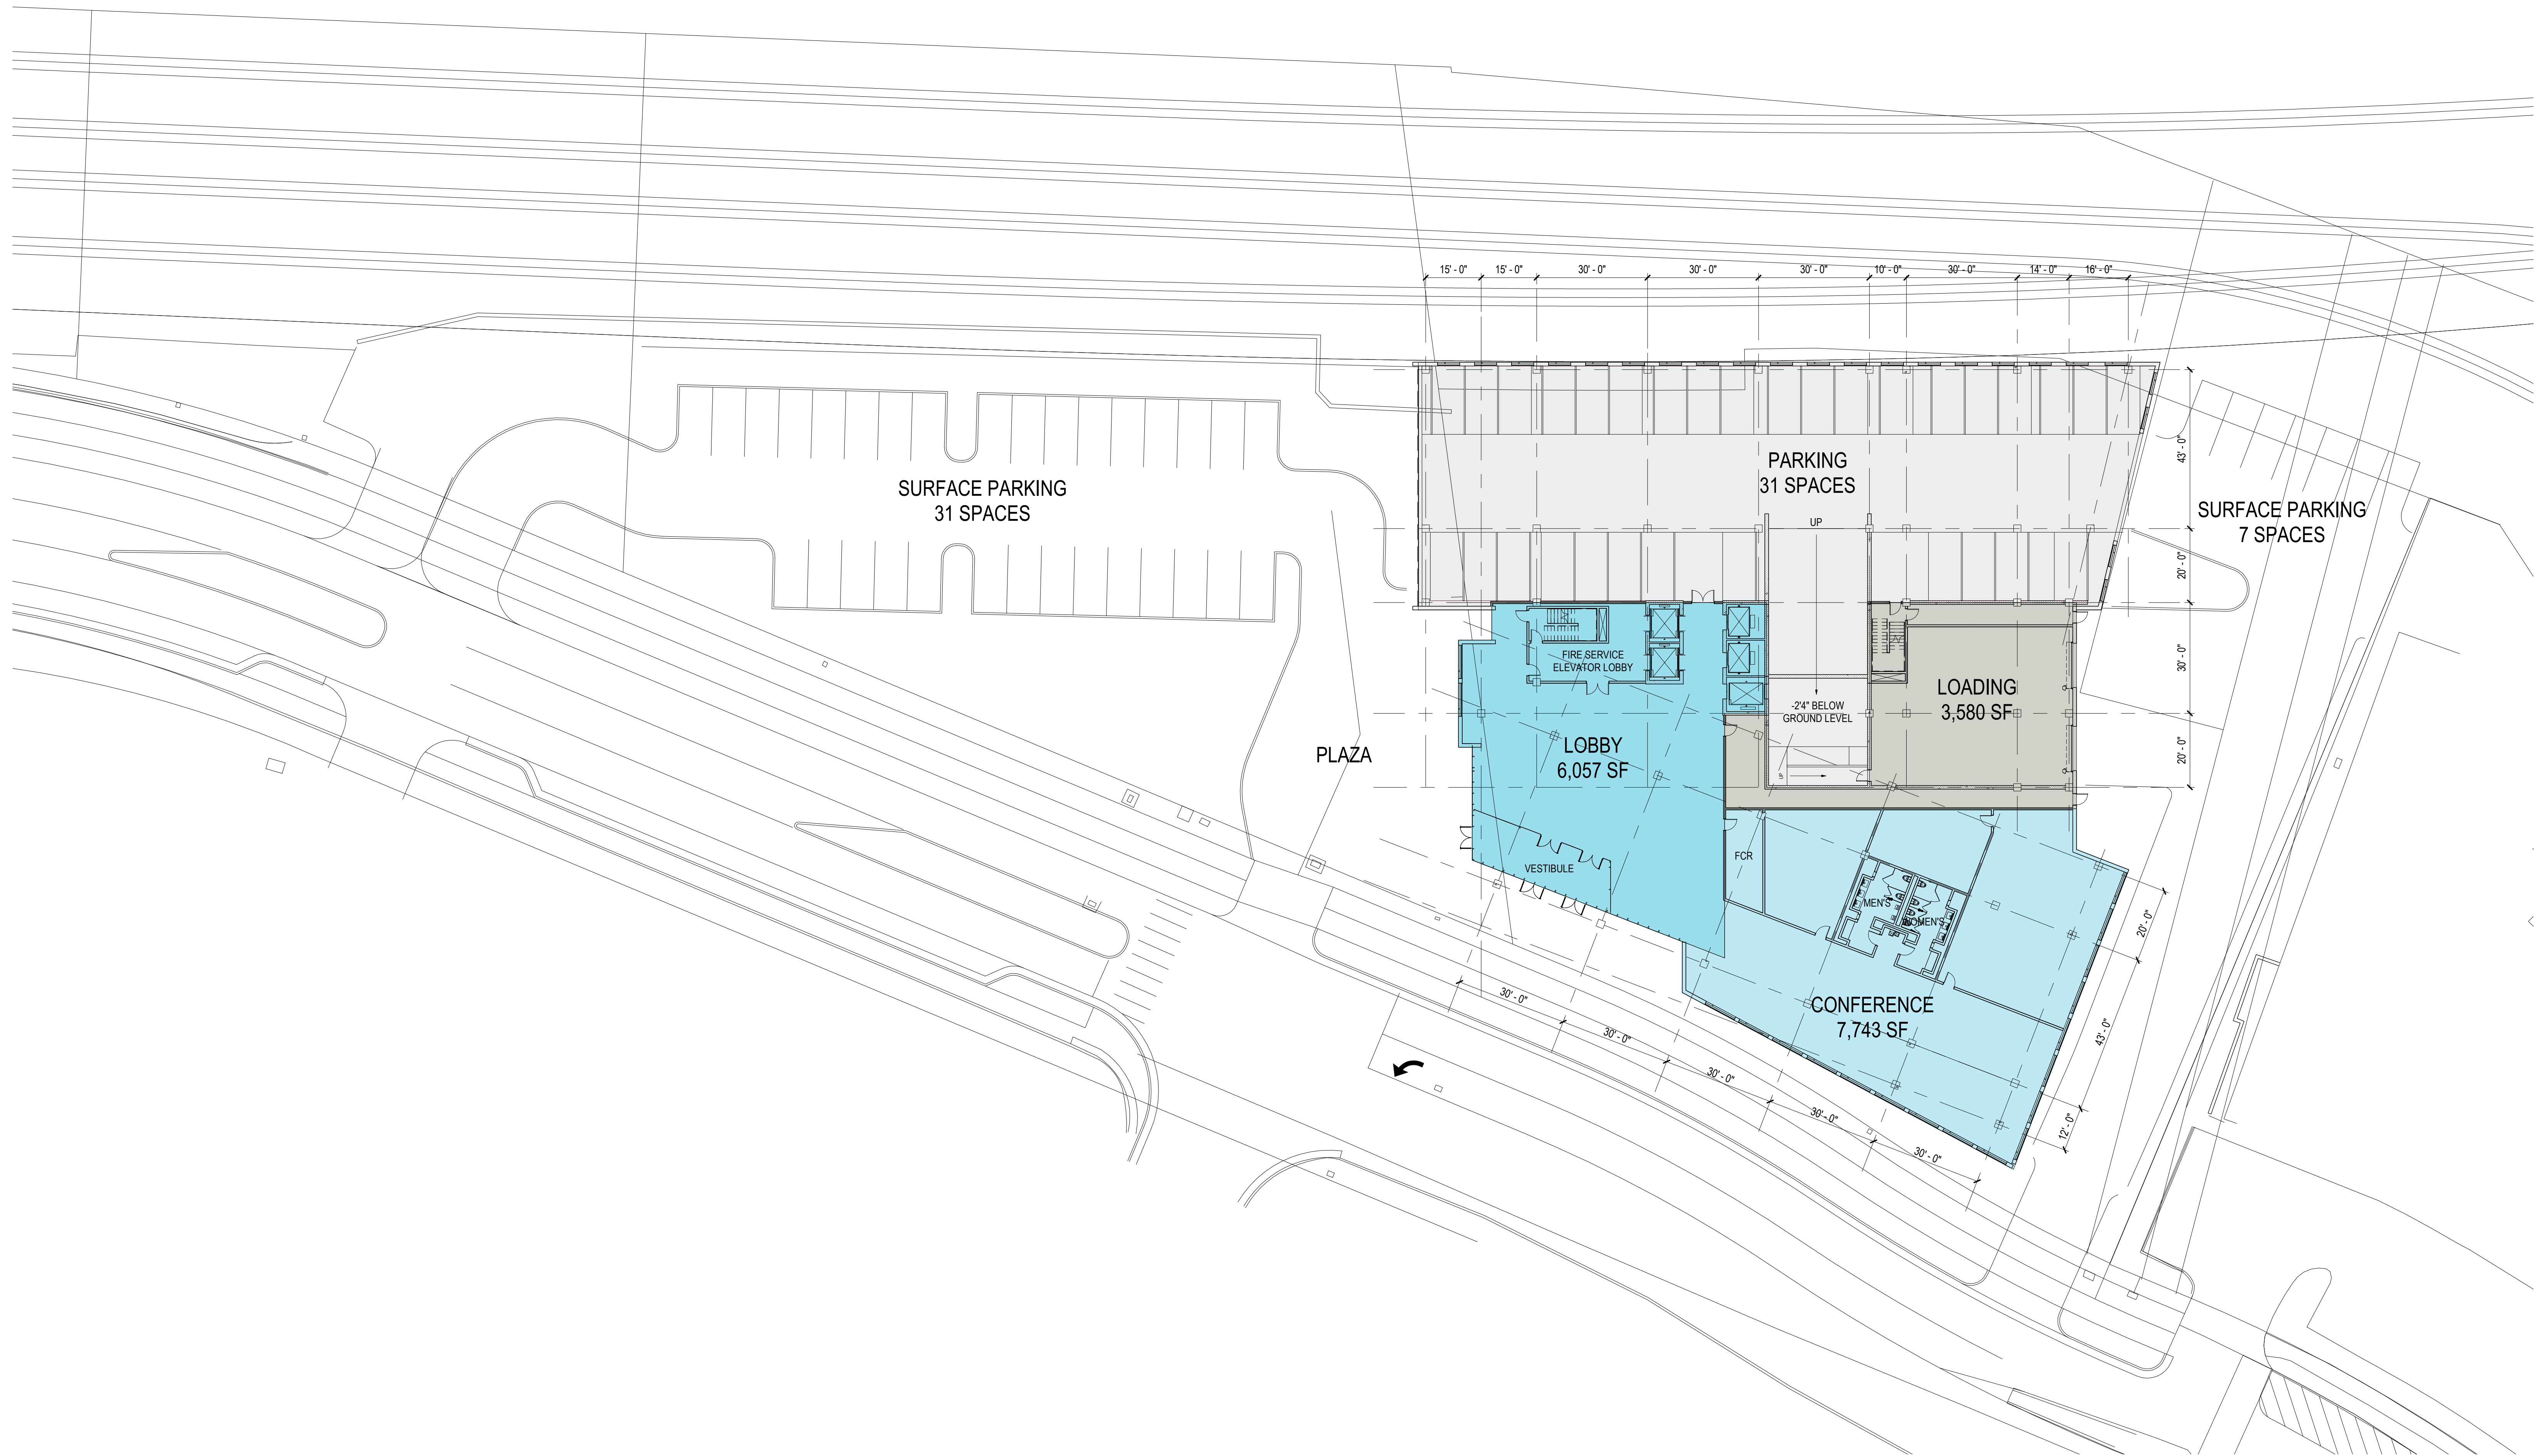 15' - 0"
15' - 0"
30' - 0"
30' - 0"
30' - 0"
10' - 0"
30' - 0"
14' - 0"
16' - 0"
43' - 0"
20' - 0"
30' - 0"
20' - 0"
PARKING
31 SPACES
SURFACE PARKING
31 SPACES
SURFACE PARKING
7 SPACES
UP
FIRE SERVICE
ELEVATOR LOBBY
LOADING
3,580 SF
-2'4" BELOW
GROUND LEVEL
PLAZA
LOBBY
6,057 SF
UP
VESTIBULE
FCR
MEN'S
WOMEN'S
CONFERENCE
7,743 SF
20' - 0"
43' - 0"
12' - 0"
30' - 0"
30' - 0"
30' - 0"
30' - 0"
30' - 0"